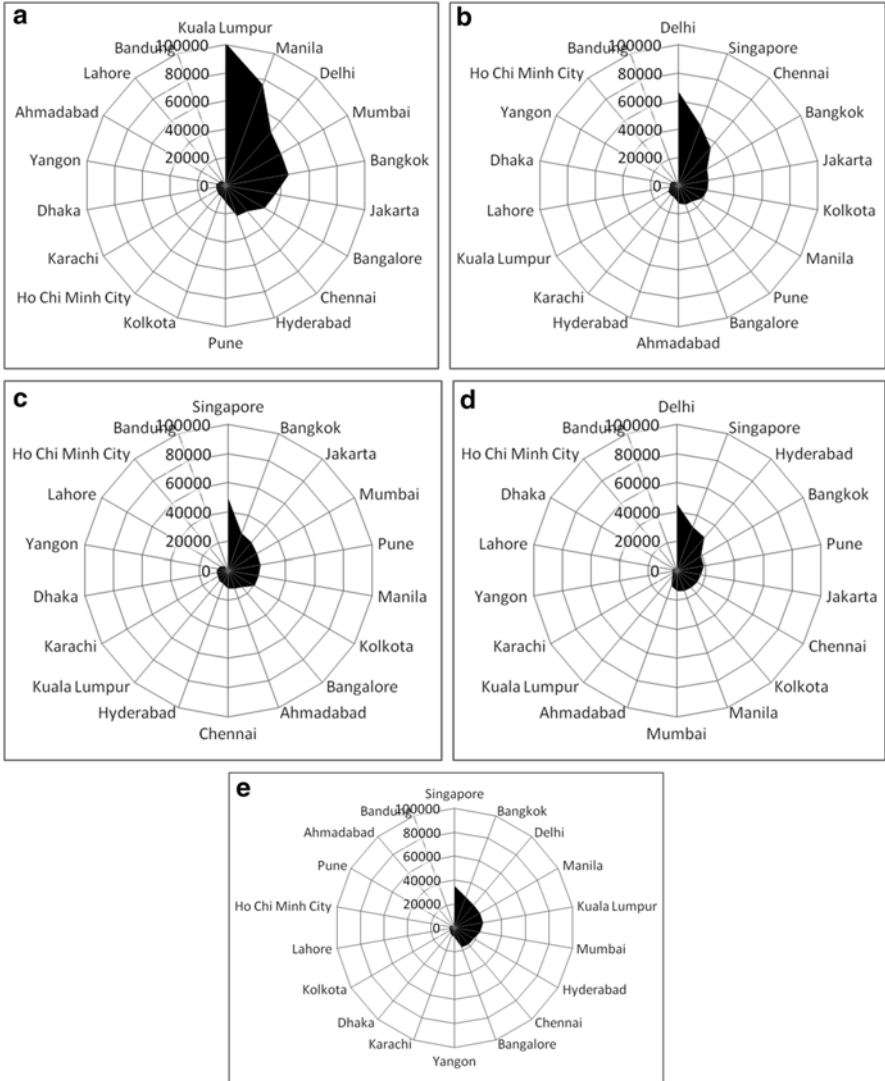 a
Kuala Lumpur
Bandung
100000
Manila
Lahore
80000
Delhi
Ahmadabad
60000
Mumbai
40000
Yangon
20000
Bangkok
0
Dhaka
Jakarta
Karachi
Bangalore
Ho Chi Minh City
Chennai
Kolkota
Hyderabad
Pune
b
Delhi
Bandung
100000
Singapore
Ho Chi Minh City
80000
Chennai
Yangon
60000
Bangkok
40000
Dhaka
20000
Jakarta
0
Lahore
Kolkota
Kuala Lumpur
Manila
Karachi
Pune
Hyderabad
Bangalore
Ahmadabad
c
Singapore
Bandung
100000
Bangkok
Ho Chi Minh City
80000
Jakarta
Lahore
60000
Mumbai
40000
Yangon
20000
Pune
0
Dhaka
Manila
Karachi
Kolkota
Kuala Lumpur
Bangalore
Hyderabad
Ahmadabad
Chennai
d
Delhi
Bandung
100000
Singapore
Ho Chi Minh City
80000
Hyderabad
Dhaka
60000
Bangkok
40000
Lahore
20000
Pune
0
Yangon
Jakarta
Karachi
Chennai
Kuala Lumpur
Kolkota
Ahmadabad
Manila
Mumbai
e
Singapore
Bandung
100000
Bangkok
Ahmadabad
80000
Delhi
Pune
60000
Manila
40000
Ho Chi Minh City
20000
Kuala Lumpur
0
Lahore
Mumbai
Kolkota
Hyderabad
Dhaka
Chennai
Karachi
Bangalore
Yangon